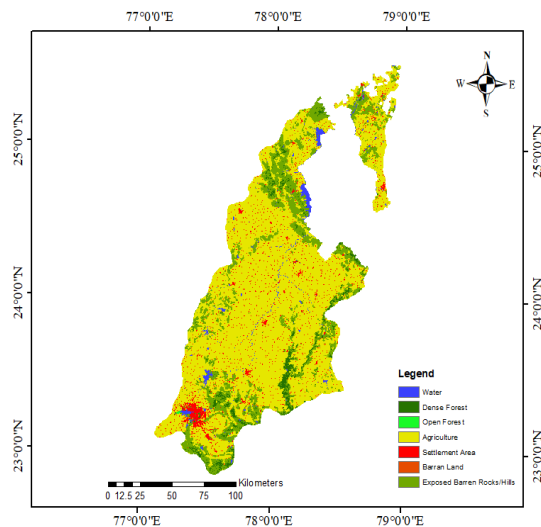 77°0'0"E 78°0'0"E 79°0'0"E
N
W E
S
25°0'0"N 25°0'0"N
24°0'0"N 24°0'0"N
23°0'0"N 23°0'0"N
Legend
Water
Dense Forest
Open Forest
Agriculture
Settlement Area
Barran Land
Exposed Barren Rocks/Hills
Kilometers
0 12.5 25 50 75 100
77°0'0"E 78°0'0"E 79°0'0"E